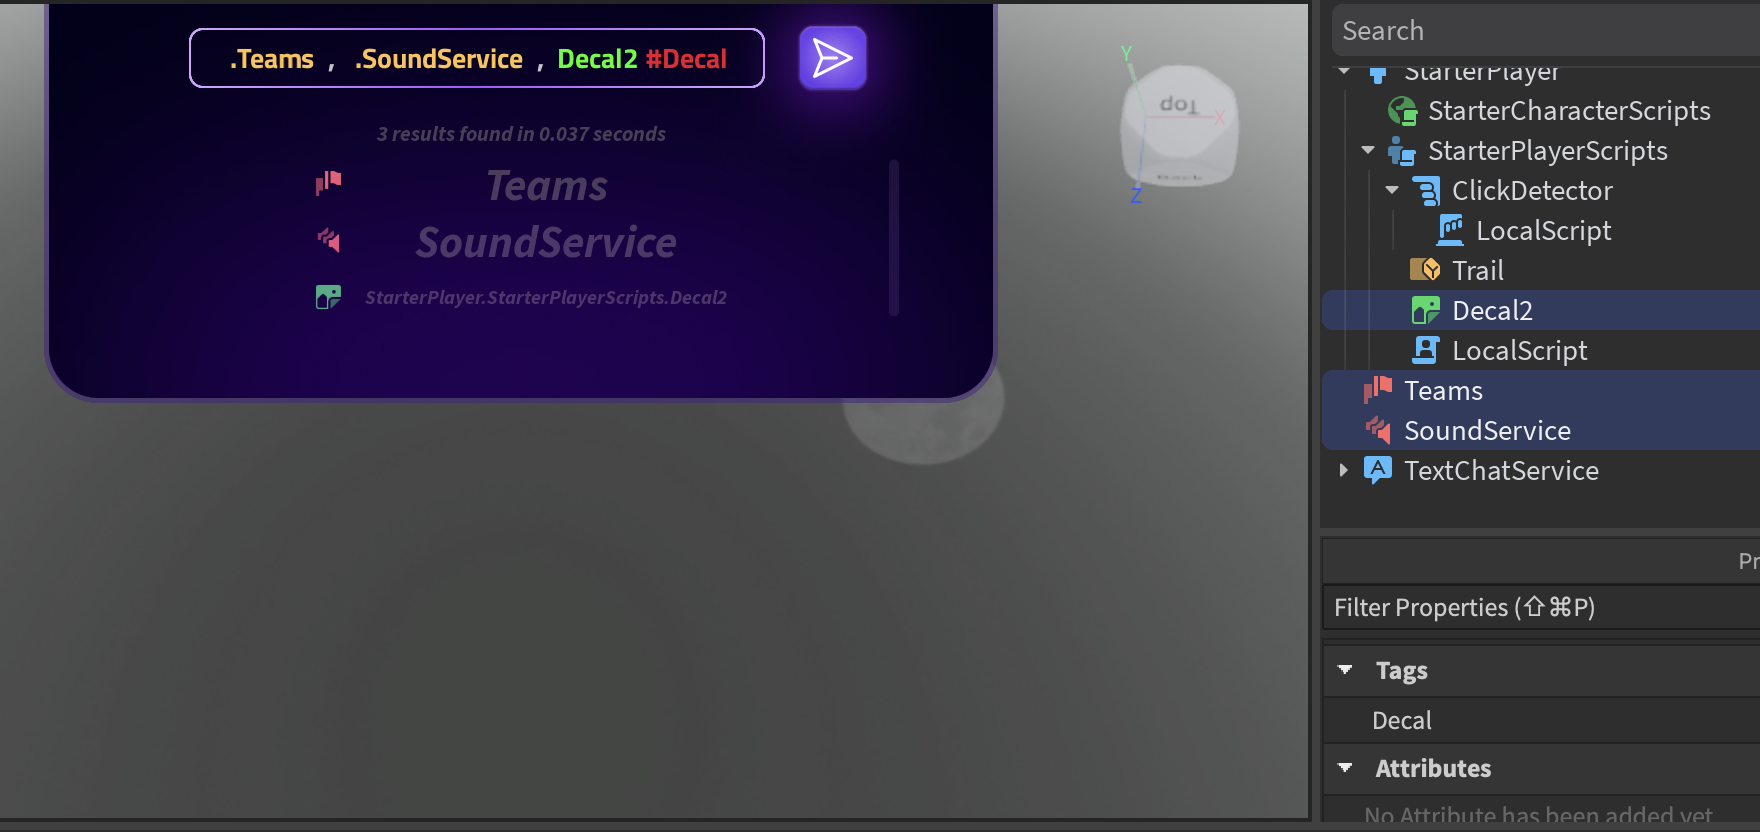 .Teams , .SoundService , Decal2 #Decal
3 results found in 0.037 seconds
Teams
SoundService
StarterPlayer.StarterPlayerScripts.Decal2
Y
Top
X
Back
Z
Search
StarterPlayer
StarterCharacterScripts
StarterPlayerScripts
ClickDetector
LocalScript
Trail
Decal2
LocalScript
Teams
SoundService
TextChatService
Pr
Filter Properties (⇧⌘P)
Tags
Decal
Attributes
No Attribute has been added yet